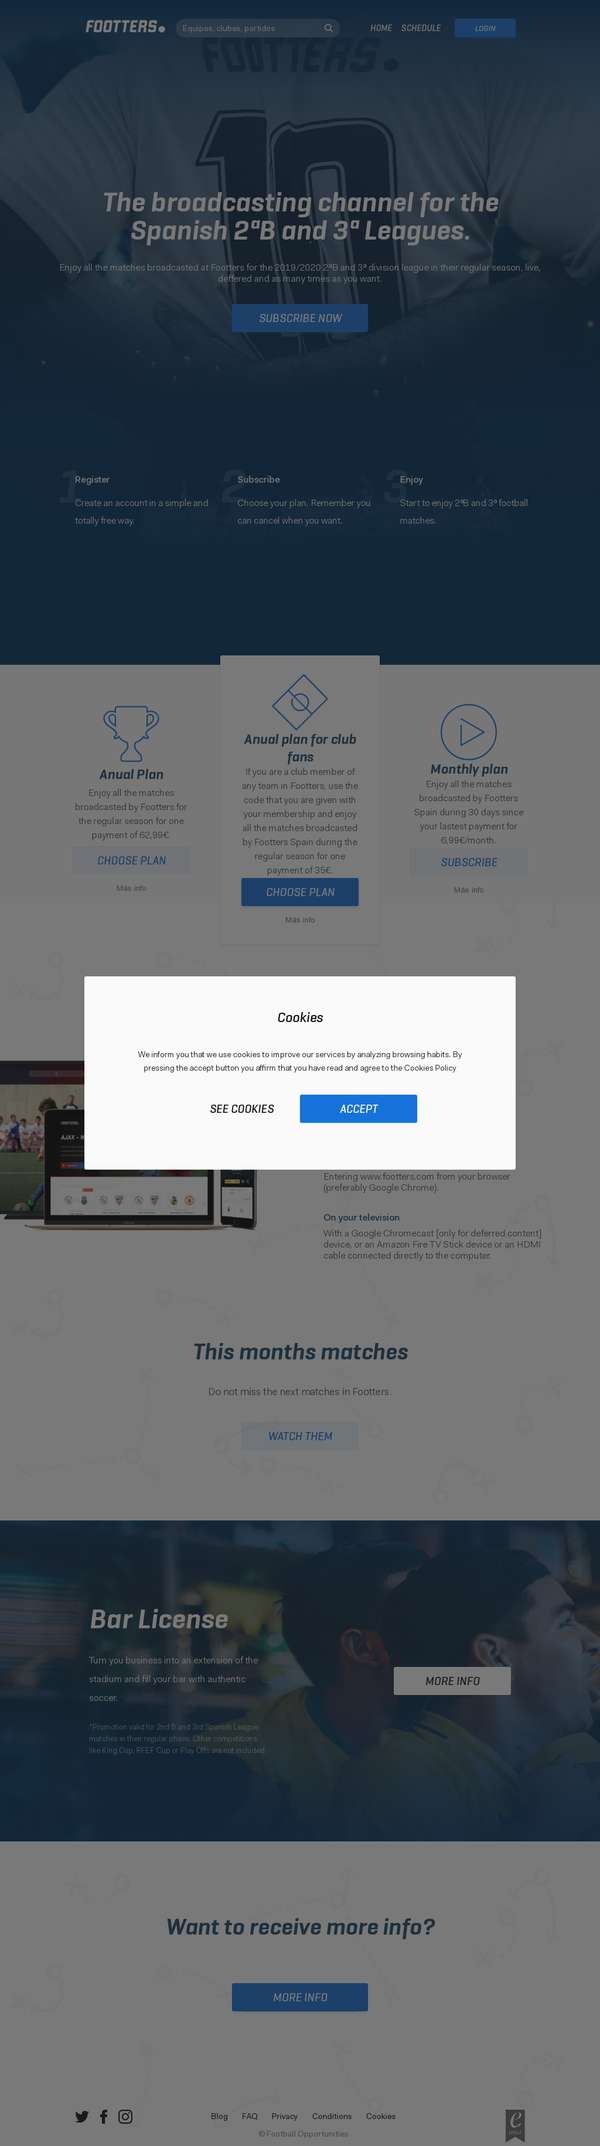 FOOTTERS
Equipos, clubes, partidos
HOME SCHEDULE LOGIN
FOOTTERS
10
The broadcasting channel for the
Spanish 2ªB and 3ª Leagues.
Enjoy all the matches broadcasted at Footters for the 2019/2020 2ªB and 3ª division league in their regular season, live,
deffered and as many times as you want.
SUBSCRIBE NOW
1
Register
Create an account in a simple and
totally free way.
2
Subscribe
Choose your plan. Remember you
can cancel when you want.
3
Enjoy
Start to enjoy 2ªB and 3ª football
matches.
Anual Plan
Enjoy all the matches
broadcasted by Footters for
the regular season for one
payment of 62,99€
CHOOSE PLAN
Más info
Anual plan for club
fans
If you are a club member of
any team in Footters, use the
code that you are given with
your membership and enjoy
all the matches broadcasted
by Footters Spain during the
regular season for one
payment of 35€.
CHOOSE PLAN
Más info
Monthly plan
Enjoy all the matches
broadcasted by Footters
Spain during 30 days since
your lastest payment for
6,99€/month.
SUBSCRIBE
Más info
Cookies
We inform you that we use cookies to improve our services by analyzing browsing habits. By
pressing the accept button you affirm that you have read and agree to the Cookies Policy
SEE COOKIES
ACCEPT
AJAX -
Entering www.footters.com from your browser
(preferably Google Chrome).
On your television
With a Google Chromecast [only for deferred content]
device, or an Amazon Fire TV Stick device or an HDMI
cable connected directly to the computer.
This months matches
Do not miss the next matches in Footters.
WATCH THEM
Bar License
Turn you business into an extension of the
stadium and fill your bar with authentic
soccer.
*Promotion valid for 2nd B and 3rd Spanish League
matches in their regular phase. Other competitions
like King Cup, RFEF Cup or Play Offs are not included.
MORE INFO
Want to receive more info?
MORE INFO
Blog FAQ Privacy Conditions Cookies
© Football Opportunities